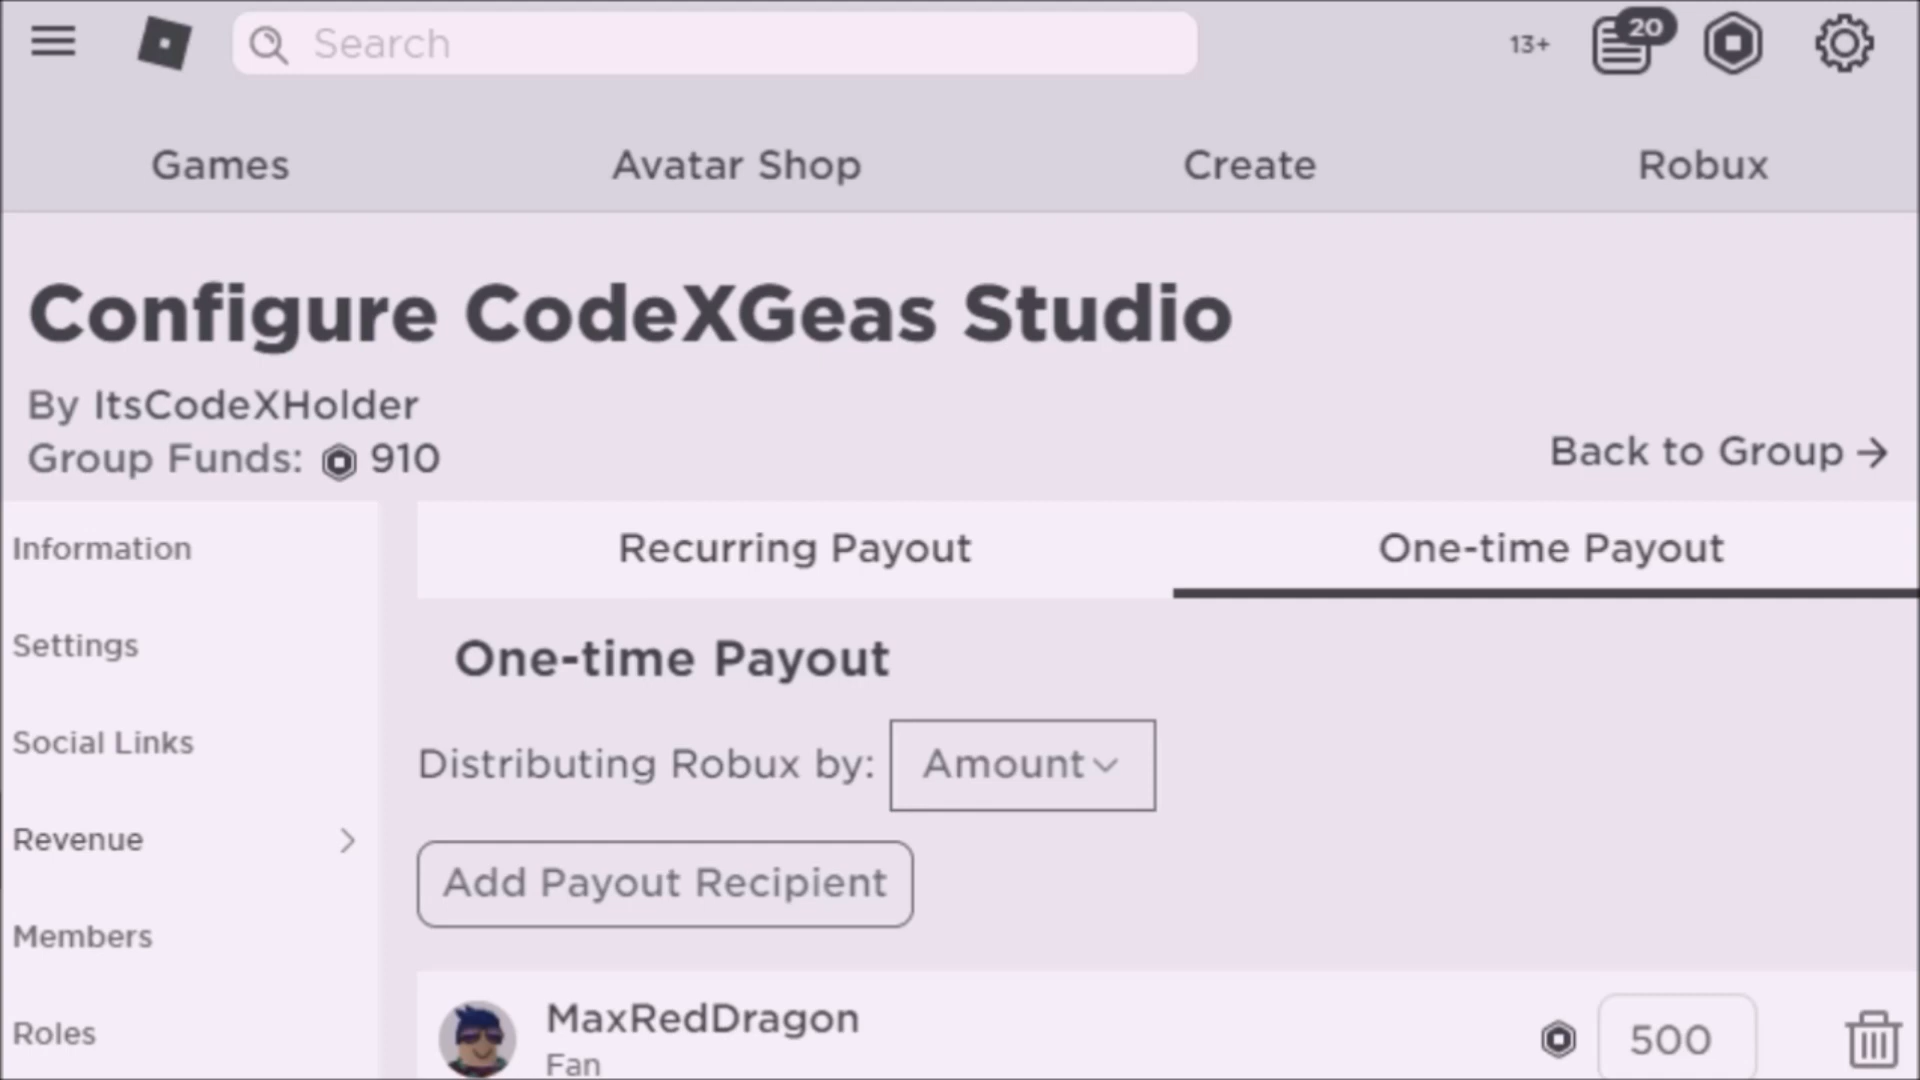 Search
13+
20
Games
Avatar Shop
Create
Robux
Configure CodeXGeas Studio
By ItsCodeXHolder
Group Funds: 910
Back to Group →
Information
Settings
Social Links
Revenue
Members
Roles
Recurring Payout
One-time Payout
One-time Payout
Distributing Robux by: Amount
Add Payout Recipient
MaxRedDragon
Fan
500